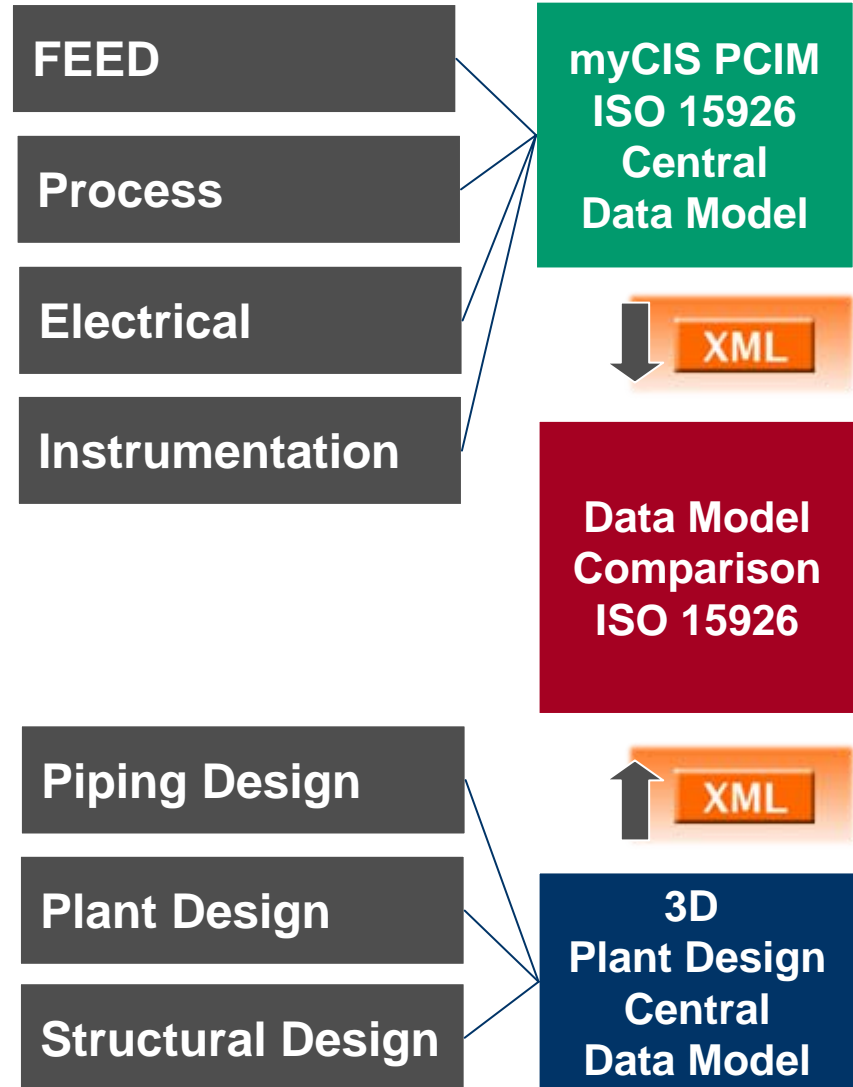 FEED
Process
Electrical
Instrumentation
myCIS PCIM
ISO 15926
Central
Data Model
XML
Data Model
Comparison
ISO 15926
XML
Piping Design
Plant Design
Structural Design
3D
Plant Design
Central
Data Model